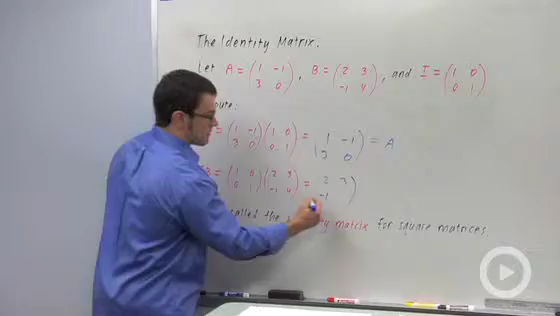 The Identity Matrix.
Let A = ( 1 -1 3 0 ), B = ( 2 3 -1 4 ), and I = ( 1 0 0 1 )
= ( 1 -1 3 0 ) ( 1 0 0 1 ) = ( 1 -1 3 0 ) = A
= ( 1 0 0 1 ) ( 2 3 -1 4 ) = 2 3 -1 )
called the matrix for square matrices.